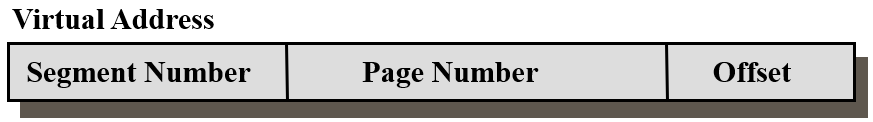 Virtual Address
Segment Number Page Number Offset